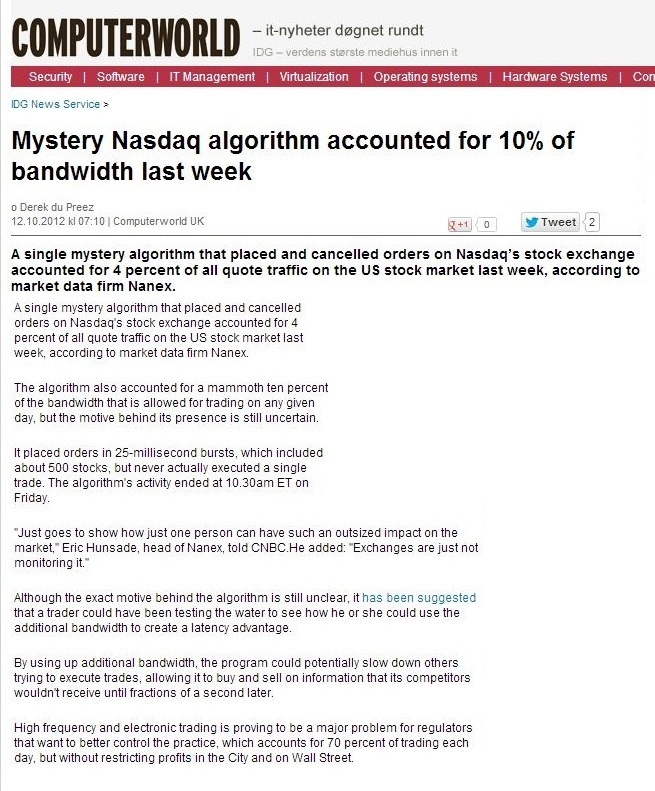 COMPUTERWORLD – it-nyheter døgnet rundt
IDG – verdens største mediehus innen it
Security | Software | IT Management | Virtualization | Operating systems | Hardware Systems | Con
IDG News Service >
Mystery Nasdaq algorithm accounted for 10% of
bandwidth last week
o Derek du Preez
12.10.2012 kl 07:10 | Computerworld UK
+1 0 Tweet 2
A single mystery algorithm that placed and cancelled orders on Nasdaq's stock exchange
accounted for 4 percent of all quote traffic on the US stock market last week, according to
market data firm Nanex.
A single mystery algorithm that placed and cancelled
orders on Nasdaq's stock exchange accounted for 4
percent of all quote traffic on the US stock market last
week, according to market data firm Nanex.
The algorithm also accounted for a mammoth ten percent
of the bandwidth that is allowed for trading on any given
day, but the motive behind its presence is still uncertain.
It placed orders in 25-millisecond bursts, which included
about 500 stocks, but never actually executed a single
trade. The algorithm's activity ended at 10.30am ET on
Friday.
"Just goes to show how just one person can have such an outsized impact on the
market," Eric Hunsade, head of Nanex, told CNBC.He added: "Exchanges are just not
monitoring it."
Although the exact motive behind the algorithm is still unclear, it has been suggested
that a trader could have been testing the water to see how he or she could use the
additional bandwidth to create a latency advantage.
By using up additional bandwidth, the program could potentially slow down others
trying to execute trades, allowing it to buy and sell on information that its competitors
wouldn't receive until fractions of a second later.
High frequency and electronic trading is proving to be a major problem for regulators
that want to better control the practice, which accounts for 70 percent of trading each
day, but without restricting profits in the City and on Wall Street.